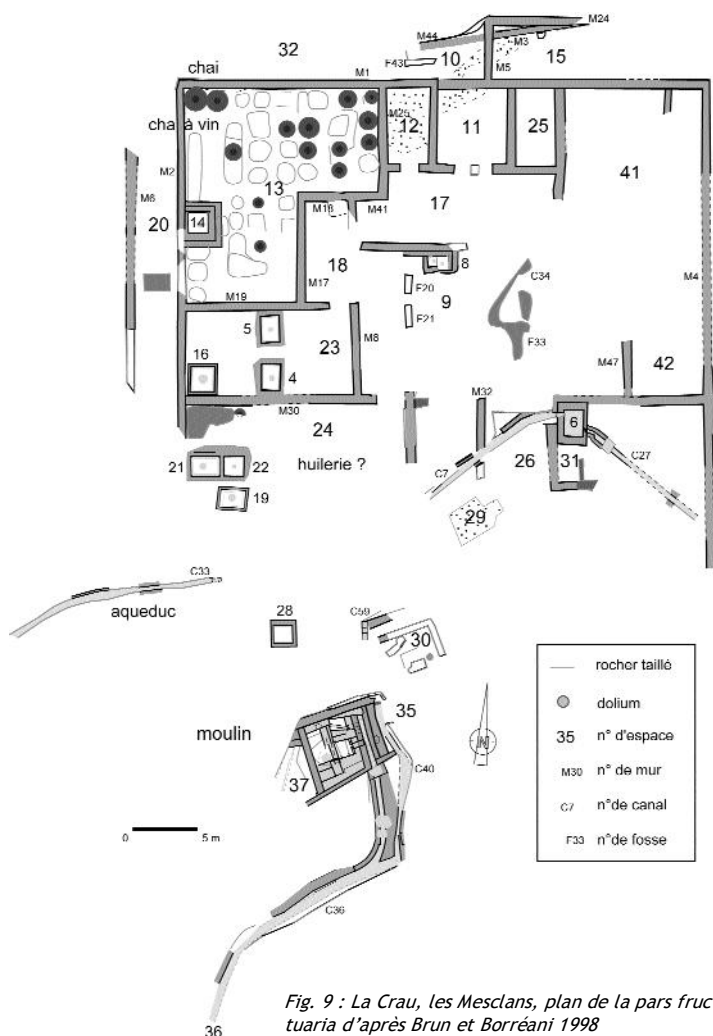 M24
M44
M3
32
10
15
F43
M5
chai
M1
M25
12
11
25
chai à vin
41
M2
M6
13
17
20
14
M18
M41
8
18
C34
9
F20
M17
M4
F21
M19
F33
5
23
M8
M47
42
16
4
M32
M30
6
24
26
31
C27
huilerie ?
21
22
C7
19
29
C33
aqueduc
28
C59
30
rocher taillé
dolium
35
moulin
35 n° d'espace
N
37
C40
M30 n° de mur
0 5 m
C7 n°de canal
F33 n°de fosse
C36
36
Fig. 9 : La Crau, les Mesclans, plan de la pars fruc
tuaria d'après Brun et Borréani 1998